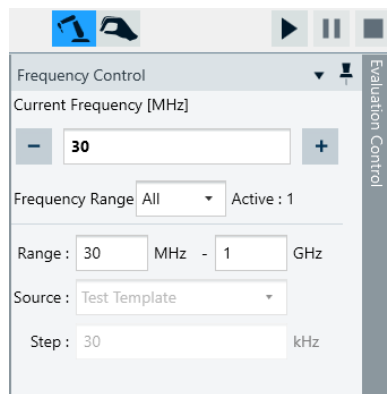 Frequency Control
Current Frequency [MHz]
− 30 +
Frequency Range All Active : 1
Range : 30 MHz - 1 GHz
Source : Test Template
Step : 30 kHz
Evaluation Control